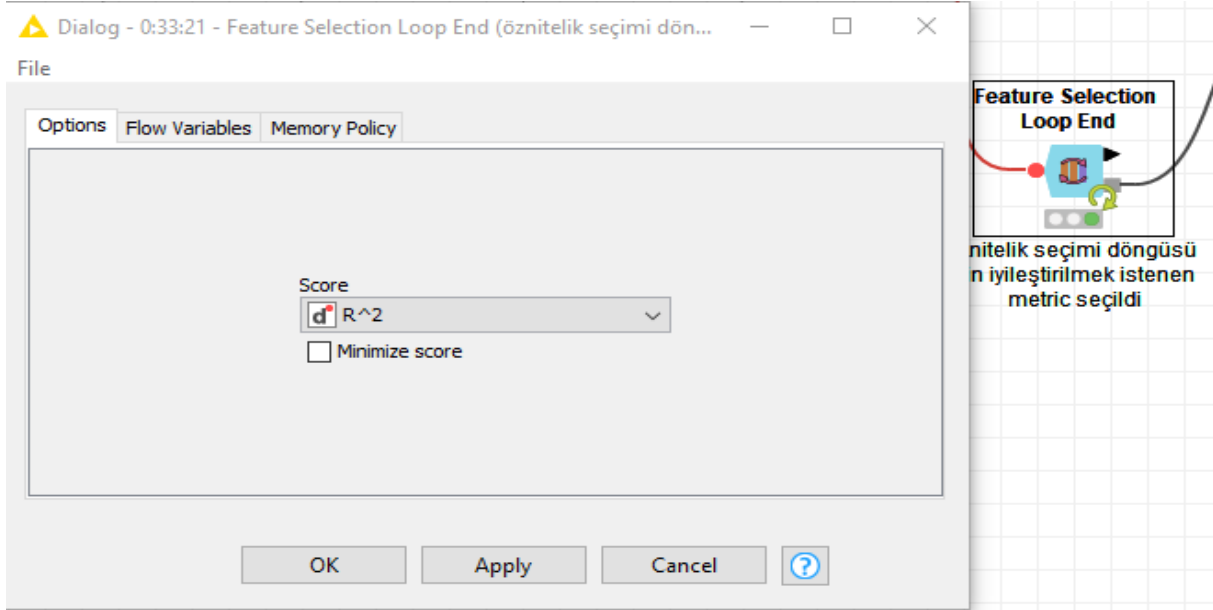 Dialog - 0:33:21 - Feature Selection Loop End (öznitelik seçimi dön...
File
Options Flow Variables Memory Policy
Score
d R^2
Minimize score
OK Apply Cancel ?
Feature Selection
Loop End
nitelik seçimi döngüsü
n iyileştirilmek istenen
metric seçildi